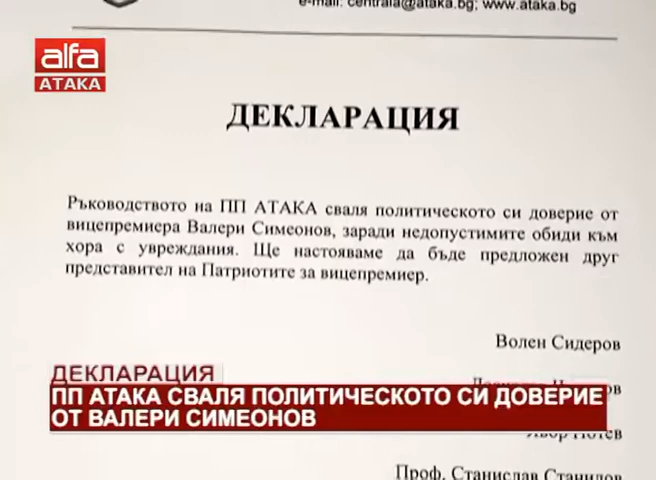 e-mail: centrala@ataka.bg; www.ataka.bg
alfa
АТАКА
ДЕКЛАРАЦИЯ
Ръководството на ПП АТАКА сваля политическото си доверие от
вицепремиера Валери Симеонов, заради недопустимите обиди към
хора с увреждания. Ще настояваме да бъде предложен друг
представител на Патриотите за вицепремиер.
Волен Сидеров
ДЕКЛАРАЦИЯ
ПП АТАКА СВАЛЯ ПОЛИТИЧЕСКОТО СИ ДОВЕРИЕ
ОТ ВАЛЕРИ СИМЕОНОВ
Явор Нотев
Проф. Станислав Станилов